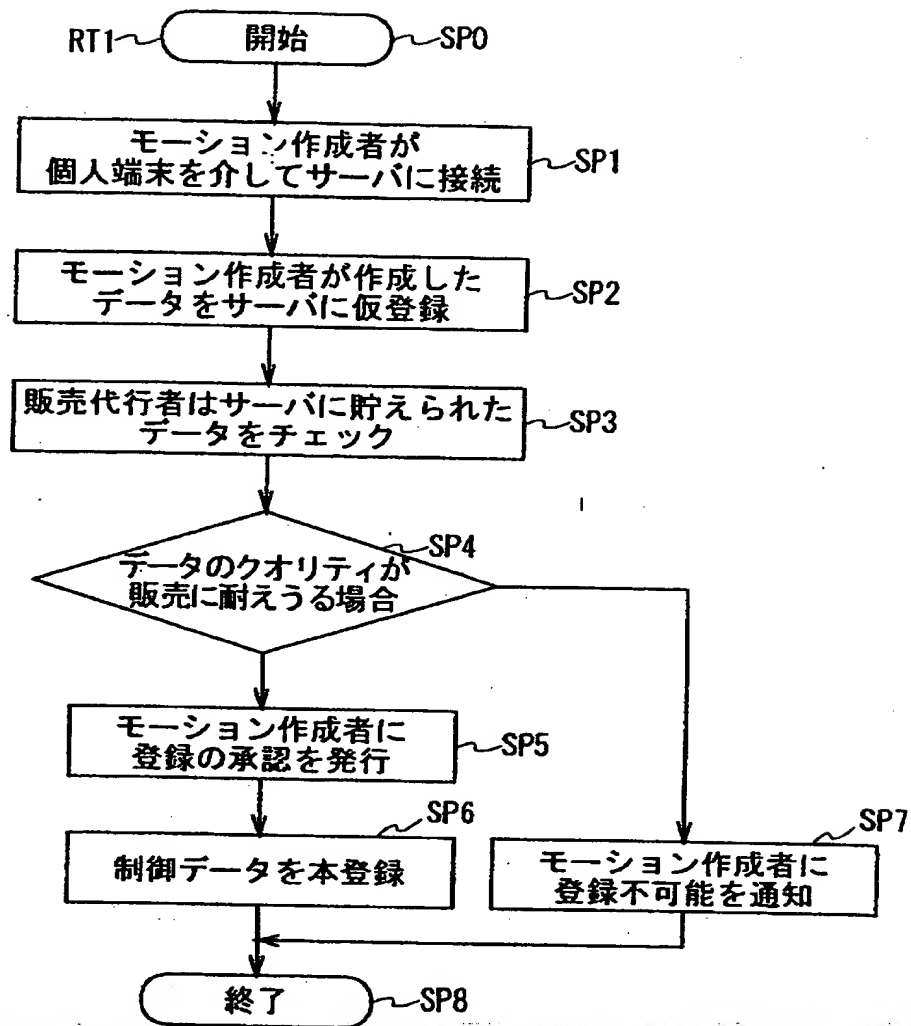 RT1
開始
SP0
モーション作成者が
個人端末を介してサーバに接続
SP1
モーション作成者が作成した
データをサーバに仮登録
SP2
販売代行者はサーバに貯えられた
データをチェック
SP3
SP4
データのクオリティが
販売に耐えうる場合
モーション作成者に
登録の承認を発行
SP5
SP6
制御データを本登録
SP7
モーション作成者に
登録不可能を通知
終了
SP8